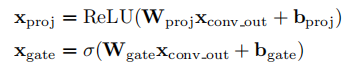 x_proj = ReLU(W_proj x_conv_out + b_proj)
x_gate = σ(W_gate x_conv_out + b_gate)